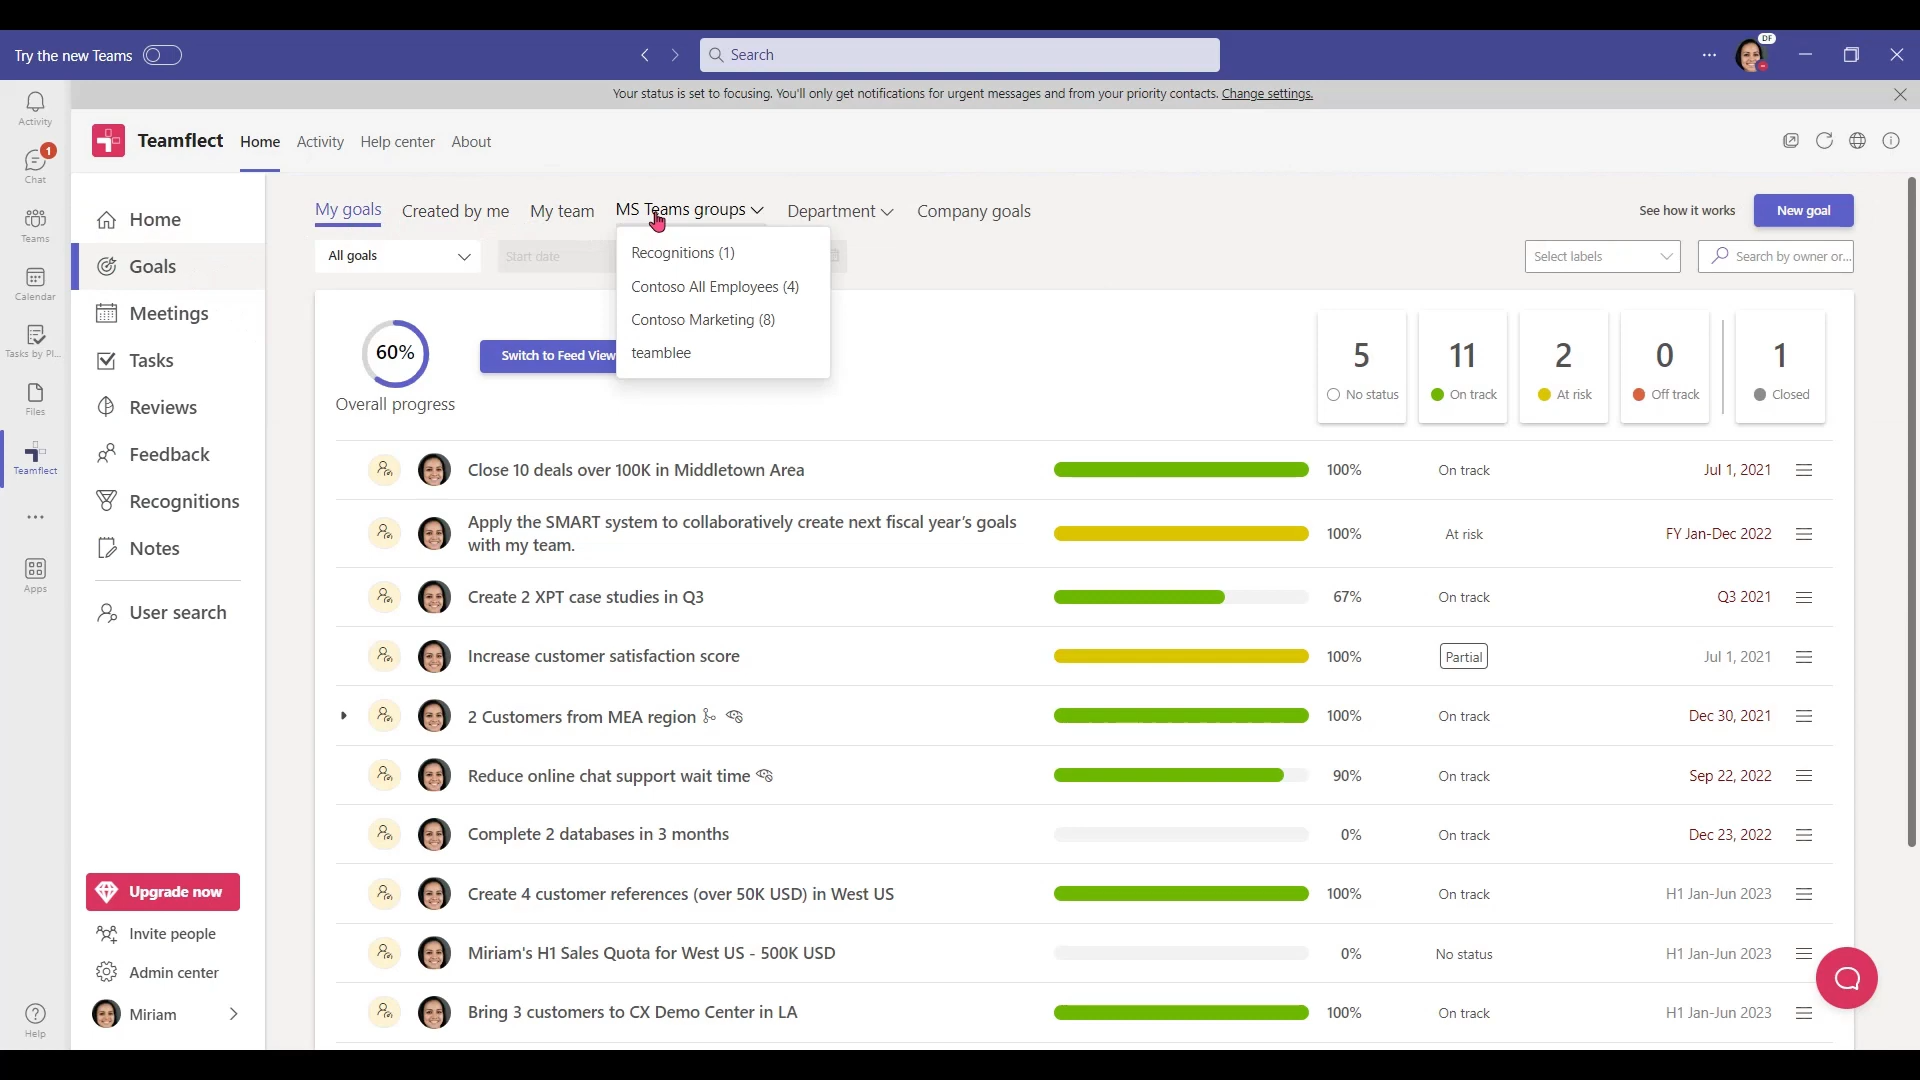 Try the new Teams
Search
DF
Your status is set to focusing. You'll only get notifications for urgent messages and from your priority contacts. Change settings.
Activity
1
Chat
Teams
Calendar
Tasks by Pl...
Files
Teamflect
Apps
Help
Teamflect
Home
Activity
Help center
About
Home
Goals
Meetings
Tasks
Reviews
Feedback
Recognitions
Notes
User search
Upgrade now
Invite people
Admin center
Miriam
My goals
Created by me
My team
MS Teams groups
Department
Company goals
See how it works
New goal
All goals
Start date
Select labels
Search by owner or...
Recognitions (1)
Contoso All Employees (4)
Contoso Marketing (8)
teamblee
60%
Overall progress
Switch to Feed View
5
No status
11
On track
2
At risk
0
Off track
1
Closed
Close 10 deals over 100K in Middletown Area 100% On track Jul 1, 2021
Apply the SMART system to collaboratively create next fiscal year's goals
with my team. 100% At risk FY Jan-Dec 2022
Create 2 XPT case studies in Q3 67% On track Q3 2021
Increase customer satisfaction score 100% Partial Jul 1, 2021
2 Customers from MEA region 100% On track Dec 30, 2021
Reduce online chat support wait time 90% On track Sep 22, 2022
Complete 2 databases in 3 months 0% On track Dec 23, 2022
Create 4 customer references (over 50K USD) in West US 100% On track H1 Jan-Jun 2023
Miriam's H1 Sales Quota for West US - 500K USD 0% No status H1 Jan-Jun 2023
Bring 3 customers to CX Demo Center in LA 100% On track H1 Jan-Jun 2023